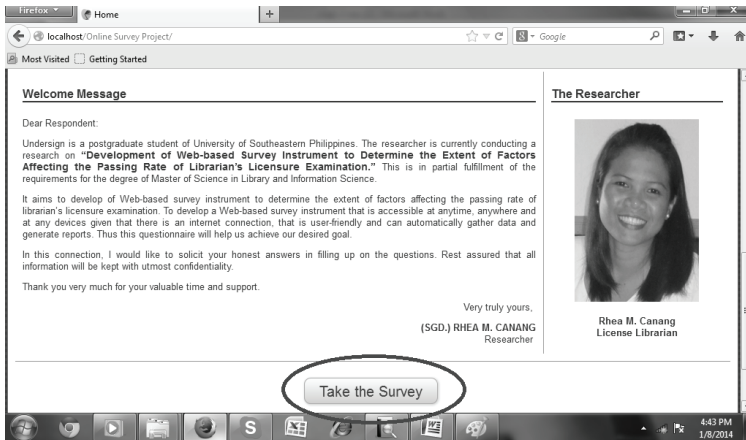 Firefox
Home
+
localhost/Online Survey Project/
8 - Google
Most Visited Getting Started
Welcome Message
The Researcher
Dear Respondent:
Undersign is a postgraduate student of University of Southeastern Philippines. The researcher is currently conducting a
research on “Development of Web-based Survey Instrument to Determine the Extent of Factors
Affecting the Passing Rate of Librarian’s Licensure Examination.” This is in partial fulfillment of the
requirements for the degree of Master of Science in Library and Information Science.
It aims to develop of Web-based survey instrument to determine the extent of factors affecting the passing rate of
librarian’s licensure examination. To develop a Web-based survey instrument that is accessible at anytime, anywhere and
at any devices given that there is an internet connection, that is user-friendly and can automatically gather data and
generate reports. Thus this questionnaire will help us achieve our desired goal.
In this connection, I would like to solicit your honest answers in filling up on the questions. Rest assured that all
information will be kept with utmost confidentiality.
Thank you very much for your valuable time and support.
Very truly yours,
(SGD.) RHEA M. CANANG
Researcher
Rhea M. Canang
License Librarian
Take the Survey
4:43 PM
1/8/2014